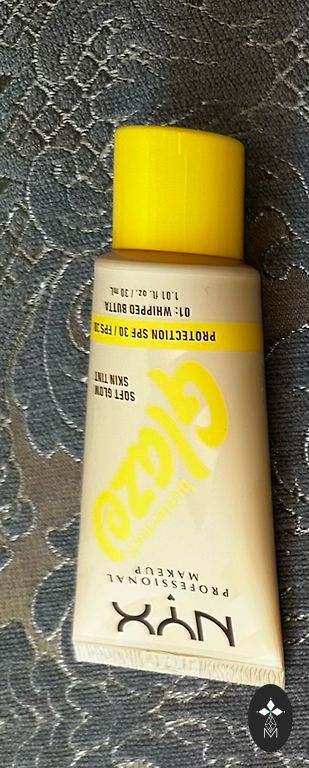 NYX
PROFESSIONAL
MAKEUP
buttermelt
Glaze
SOFT GLOW
SKIN TINT
PROTECTION SPF 30 / FPS 30
01: WHIPPED BUTTA
1.01 fl. oz. / 30 mL